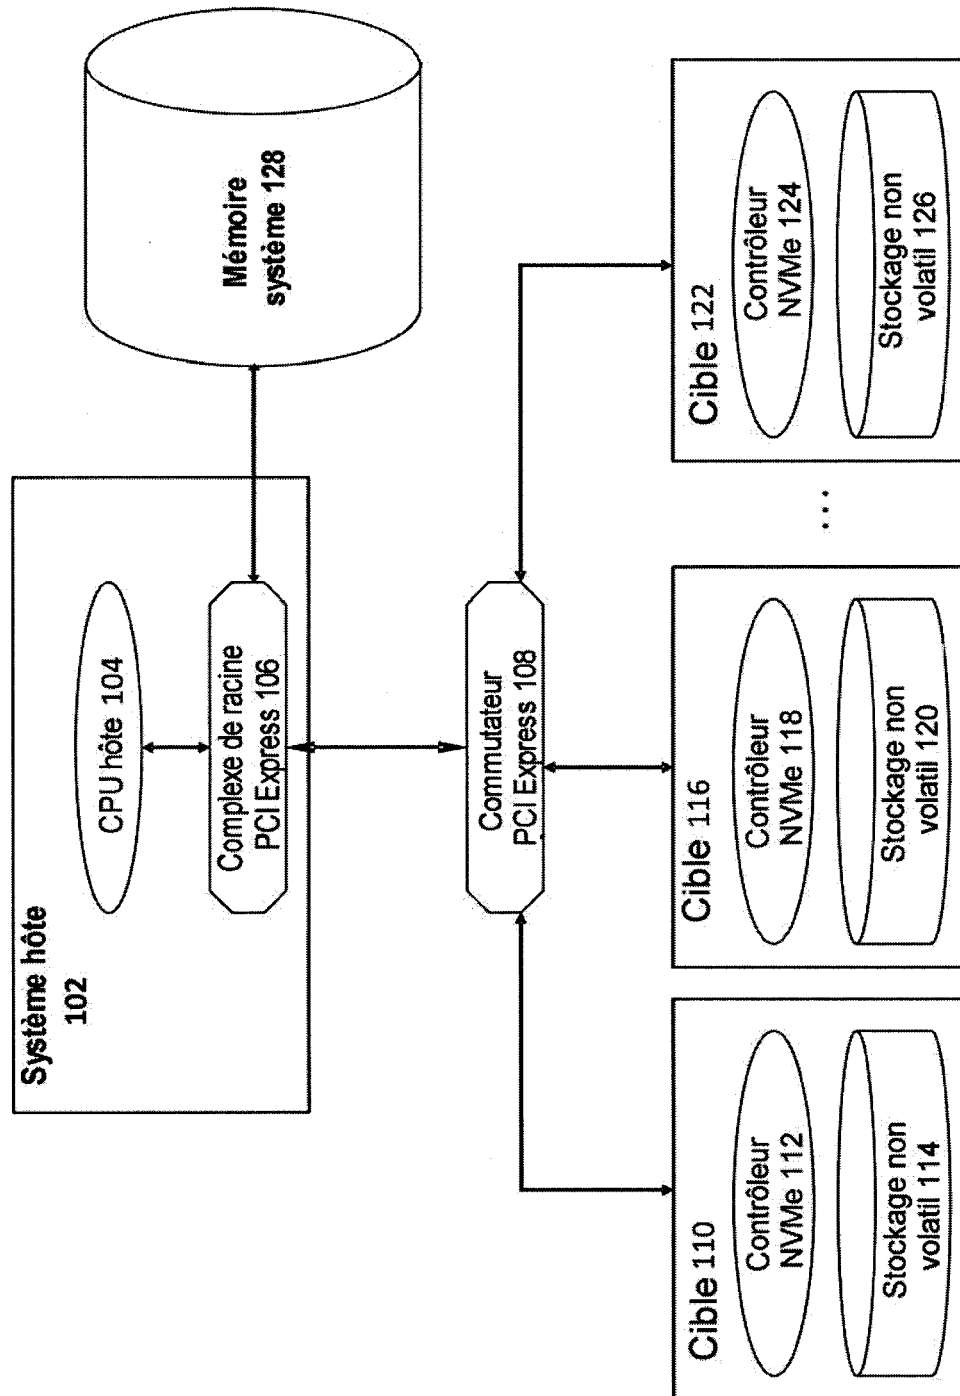 Système hôte
102
CPU hôte 104
Complexe de racine
PCI Express 106
Mémoire
système 128
Commutateur
PCI Express 108
Cible 110
Contrôleur
NVMe 112
Stockage non
volatil 114
Cible 116
Contrôleur
NVMe 118
Stockage non
volatil 120
...
Cible 122
Contrôleur
NVMe 124
Stockage non
volatil 126